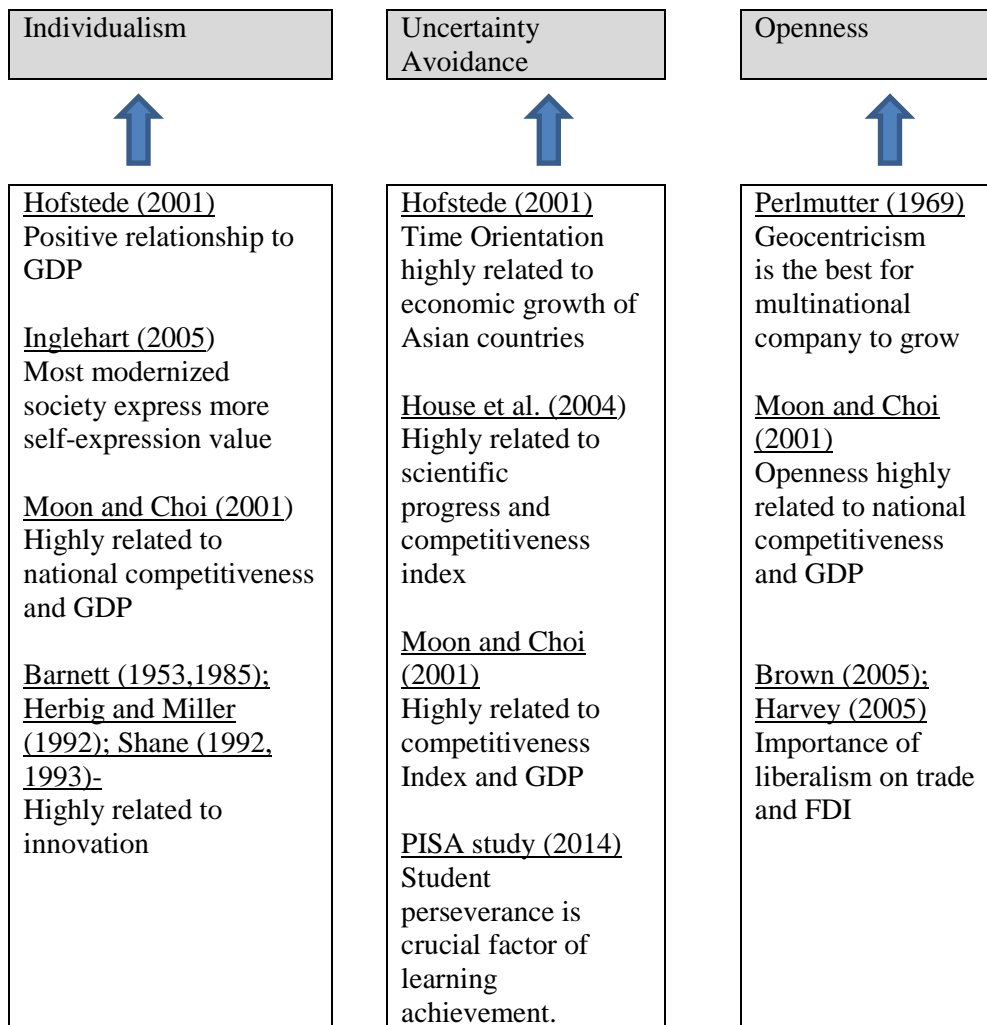 Individualism
Hofstede (2001)
Positive relationship to
GDP
Inglehart (2005)
Most modernized
society express more
self-expression value
Moon and Choi (2001)
Highly related to
national competitiveness
and GDP
Barnett (1953,1985);
Herbig and Miller
(1992); Shane (1992,
1993)-
Highly related to
innovation
Uncertainty
Avoidance
Hofstede (2001)
Time Orientation
highly related to
economic growth of
Asian countries
House et al. (2004)
Highly related to
scientific
progress and
competitiveness
index
Moon and Choi
(2001)
Highly related to
competitiveness
Index and GDP
PISA study (2014)
Student
perseverance is
crucial factor of
learning
achievement.
Openness
Perlmutter (1969)
Geocentricism
is the best for
multinational
company to grow
Moon and Choi
(2001)
Openness highly
related to national
competitiveness
and GDP
Brown (2005);
Harvey (2005)
Importance of
liberalism on trade
and FDI